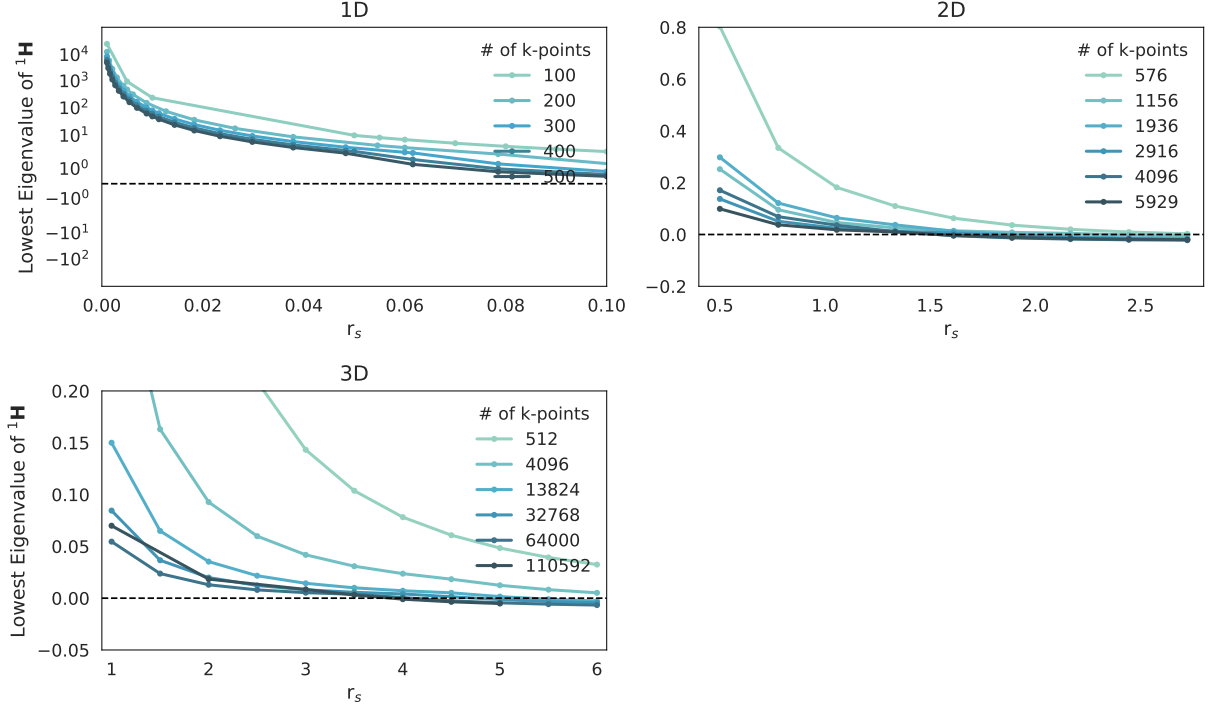 1D
Lowest Eigenvalue of ¹H
10⁴
10³
10²
10¹
10⁰
−10⁰
−10¹
−10²
0.00 0.02 0.04 0.06 0.08 0.10
rₛ
# of k-points
100
200
300
400
500
2D
0.8
0.6
0.4
0.2
0.0
−0.2
0.5 1.0 1.5 2.0 2.5
rₛ
# of k-points
576
1156
1936
2916
4096
5929
3D
Lowest Eigenvalue of ¹H
0.20
0.15
0.10
0.05
0.00
−0.05
1 2 3 4 5 6
rₛ
# of k-points
512
4096
13824
32768
64000
110592